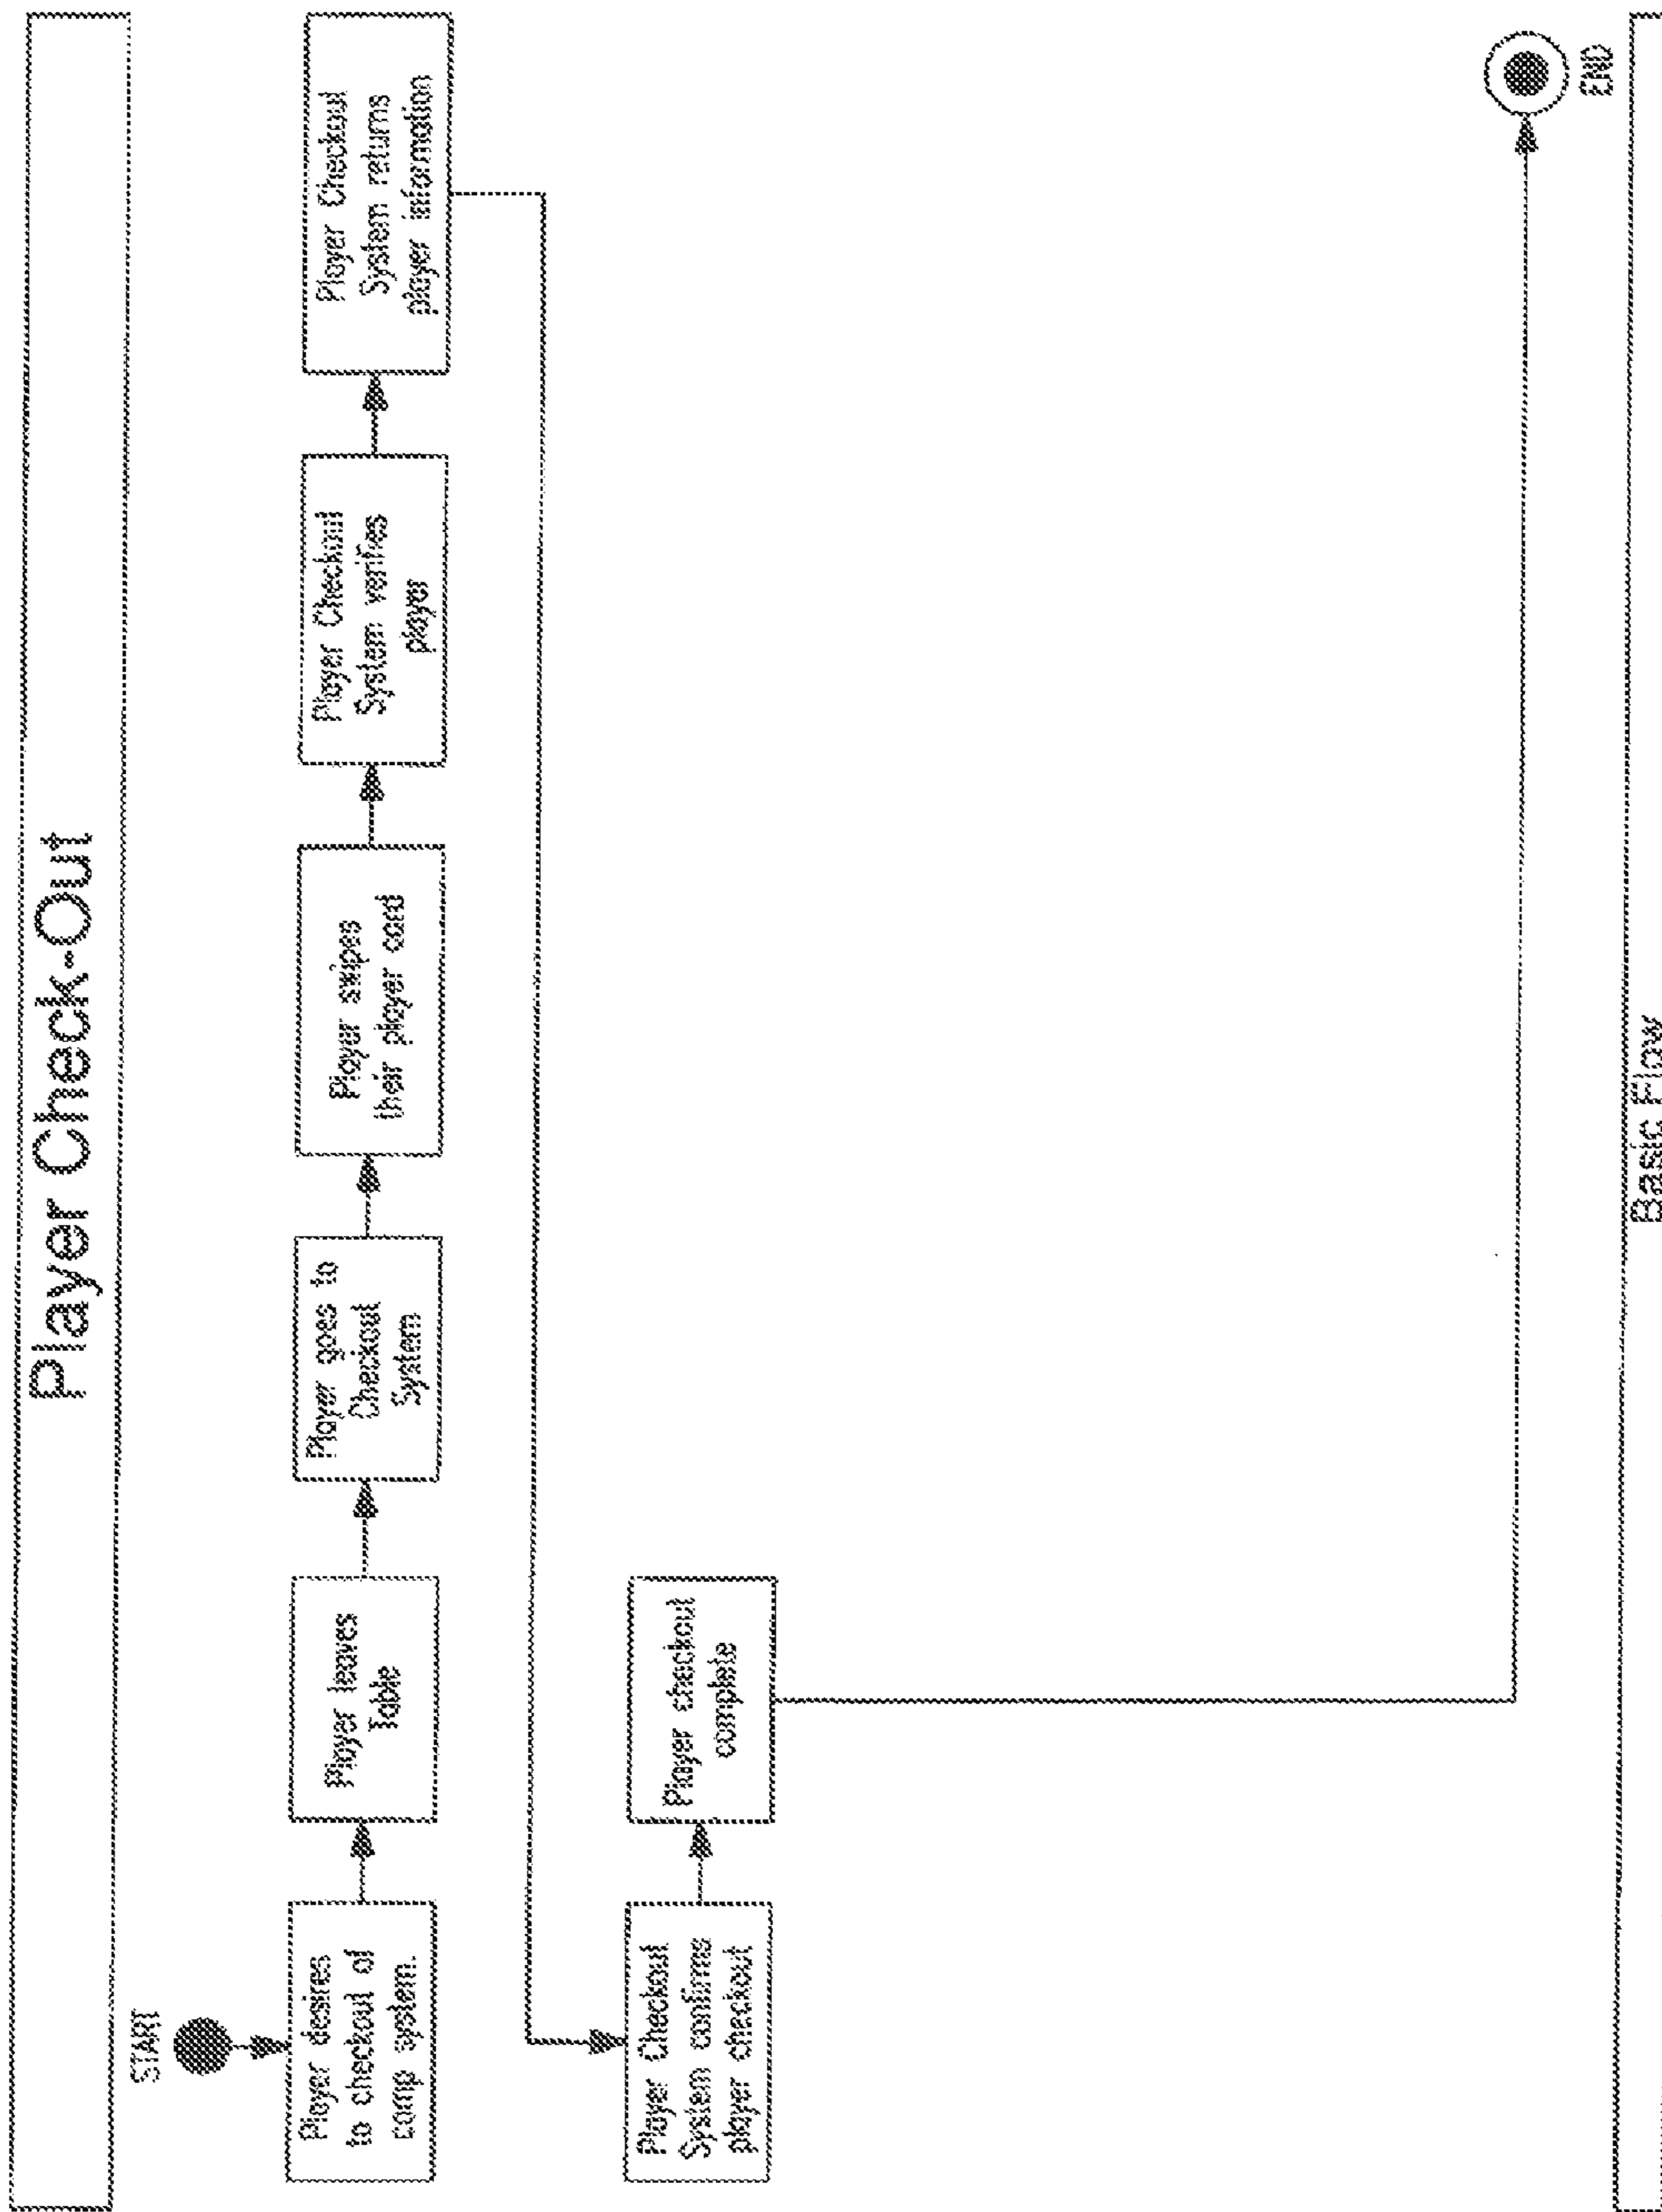 Player Check-Out
START
Player desires
to checkout of
comp system.
Player leaves
Table
Player goes to
Checkout
System
Player swipes
their player card
Player Checkout
System verifies
player
Player Checkout
System returns
player information
Player Checkout
System confirms
player checkout
Player checkout
complete
END
Basic Flow